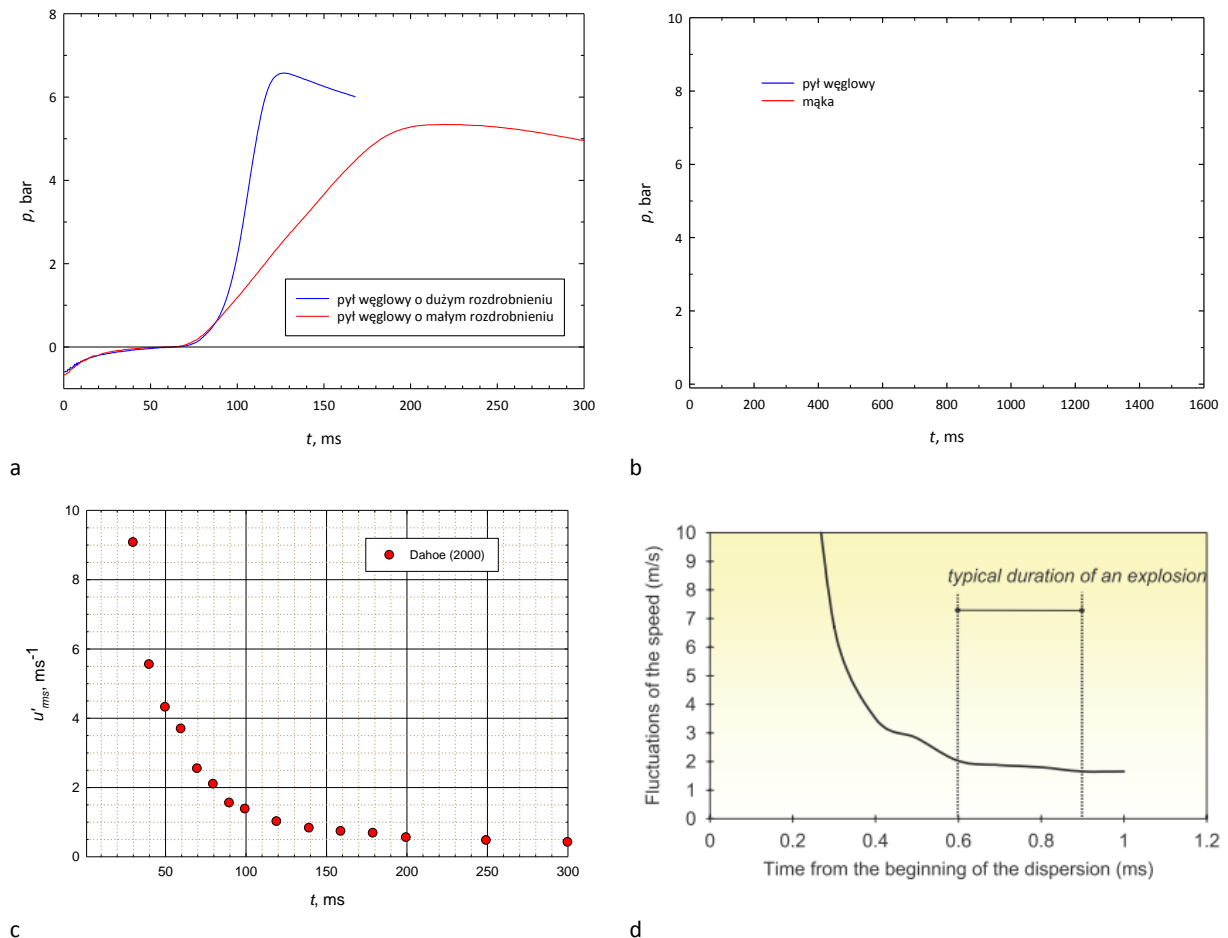 8
6
4
2
0
p, bar
pył węglowy o dużym rozdrobnieniu
pył węglowy o małym rozdrobnieniu
0 50 100 150 200 250 300
t, ms
a
10
8
6
4
2
0
p, bar
pył węglowy
mąka
0 200 400 600 800 1000 1200 1400 1600
t, ms
b
10
8
6
4
2
0
u'rms, ms-1
Dahoe (2000)
50 100 150 200 250 300
t, ms
c
10
9
8
7
6
5
4
3
2
1
0
Fluctuations of the speed (m/s)
typical duration of an explosion
0 0.2 0.4 0.6 0.8 1 1.2
Time from the beginning of the dispersion (ms)
d